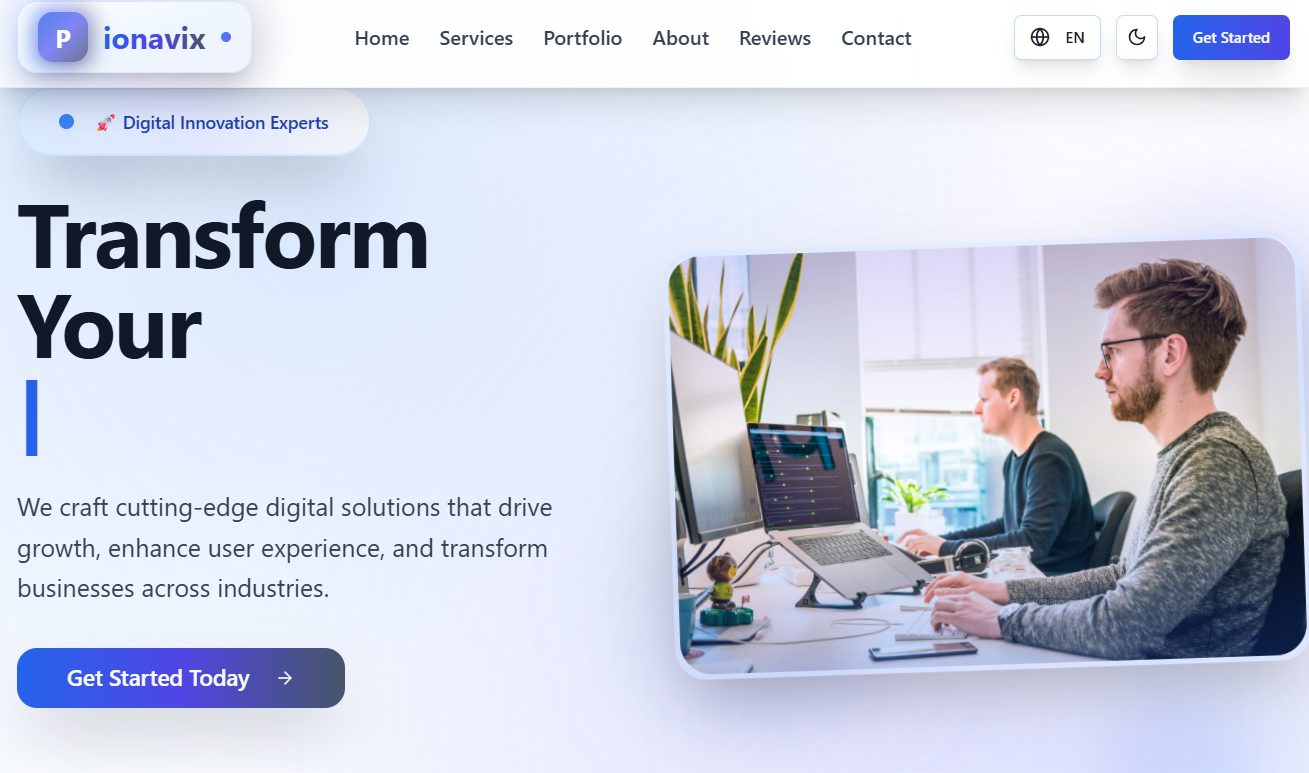 P ionavix
Home Services Portfolio About Reviews Contact
EN
Get Started
🚀 Digital Innovation Experts
Transform
Your
We craft cutting-edge digital solutions that drive
growth, enhance user experience, and transform
businesses across industries.
Get Started Today →